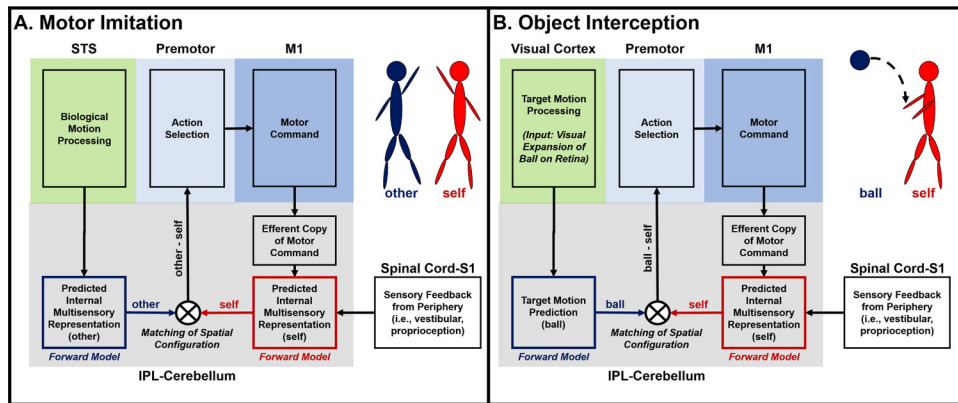 A. Motor Imitation
STS
Premotor
M1
Biological
Motion
Processing
Action
Selection
Motor
Command
other
self
other - self
Efferent Copy
of Motor
Command
Spinal Cord-S1
Predicted
Internal
Multisensory
Representation
(other)
other
self
Predicted
Internal
Multisensory
Representation
(self)
Sensory Feedback
from Periphery
(i.e., vestibular,
proprioception)
Matching of Spatial
Configuration
Forward Model
Forward Model
IPL-Cerebellum
B. Object Interception
Visual Cortex
Premotor
M1
Target Motion
Processing
(Input: Visual
Expansion of
Ball on Retina)
Action
Selection
Motor
Command
ball
self
ball - self
Efferent Copy
of Motor
Command
Spinal Cord-S1
Target Motion
Prediction
(ball)
ball
self
Predicted
Internal
Multisensory
Representation
(self)
Sensory Feedback
from Periphery
(i.e., vestibular,
proprioception)
Matching of Spatial
Configuration
Forward Model
Forward Model
IPL-Cerebellum